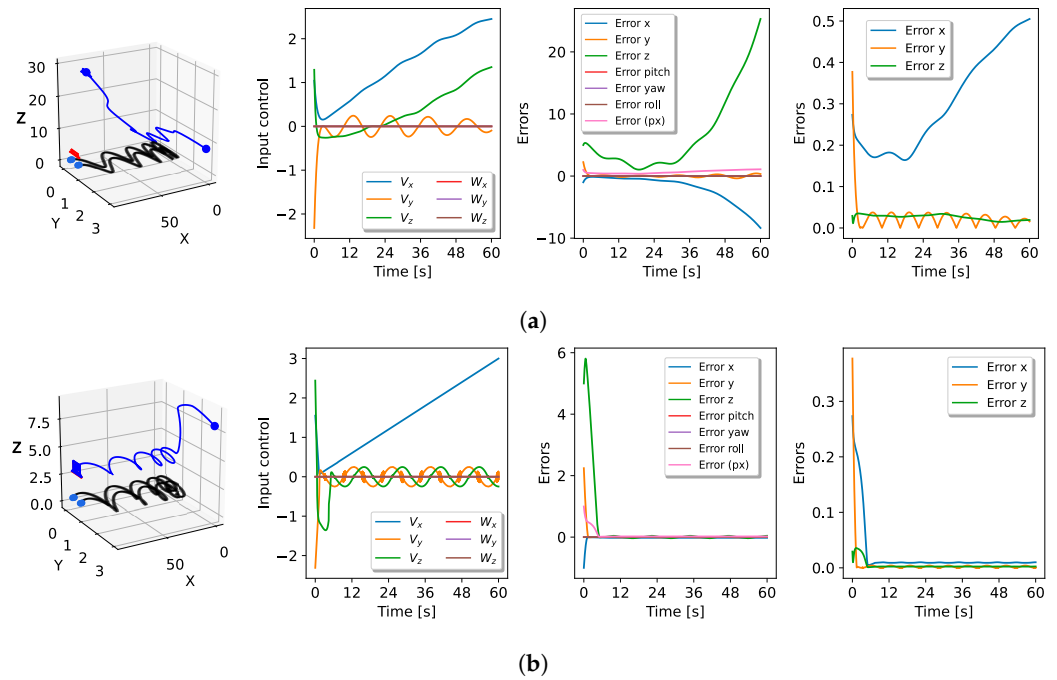 30
20
10
0
Z
0
1
2
3
Y
50
0
X
2
1
0
−1
−2
Input control
V_x
V_y
V_z
W_x
W_y
W_z
0 12 24 36 48 60
Time [s]
20
10
0
−10
Errors
Error x
Error y
Error z
Error pitch
Error yaw
Error roll
Error (px)
0 12 24 36 48 60
Time [s]
0.5
0.4
0.3
0.2
0.1
0.0
Errors
Error x
Error y
Error z
0 12 24 36 48 60
Time [s]
(a)
7.5
5.0
2.5
0.0
Z
0
1
2
3
Y
50
0
X
3
2
1
0
−1
−2
Input control
V_x
V_y
V_z
W_x
W_y
W_z
0 12 24 36 48 60
Time [s]
6
4
2
0
Errors
Error x
Error y
Error z
Error pitch
Error yaw
Error roll
Error (px)
0 12 24 36 48 60
Time [s]
0.3
0.2
0.1
0.0
Errors
Error x
Error y
Error z
0 12 24 36 48 60
Time [s]
(b)